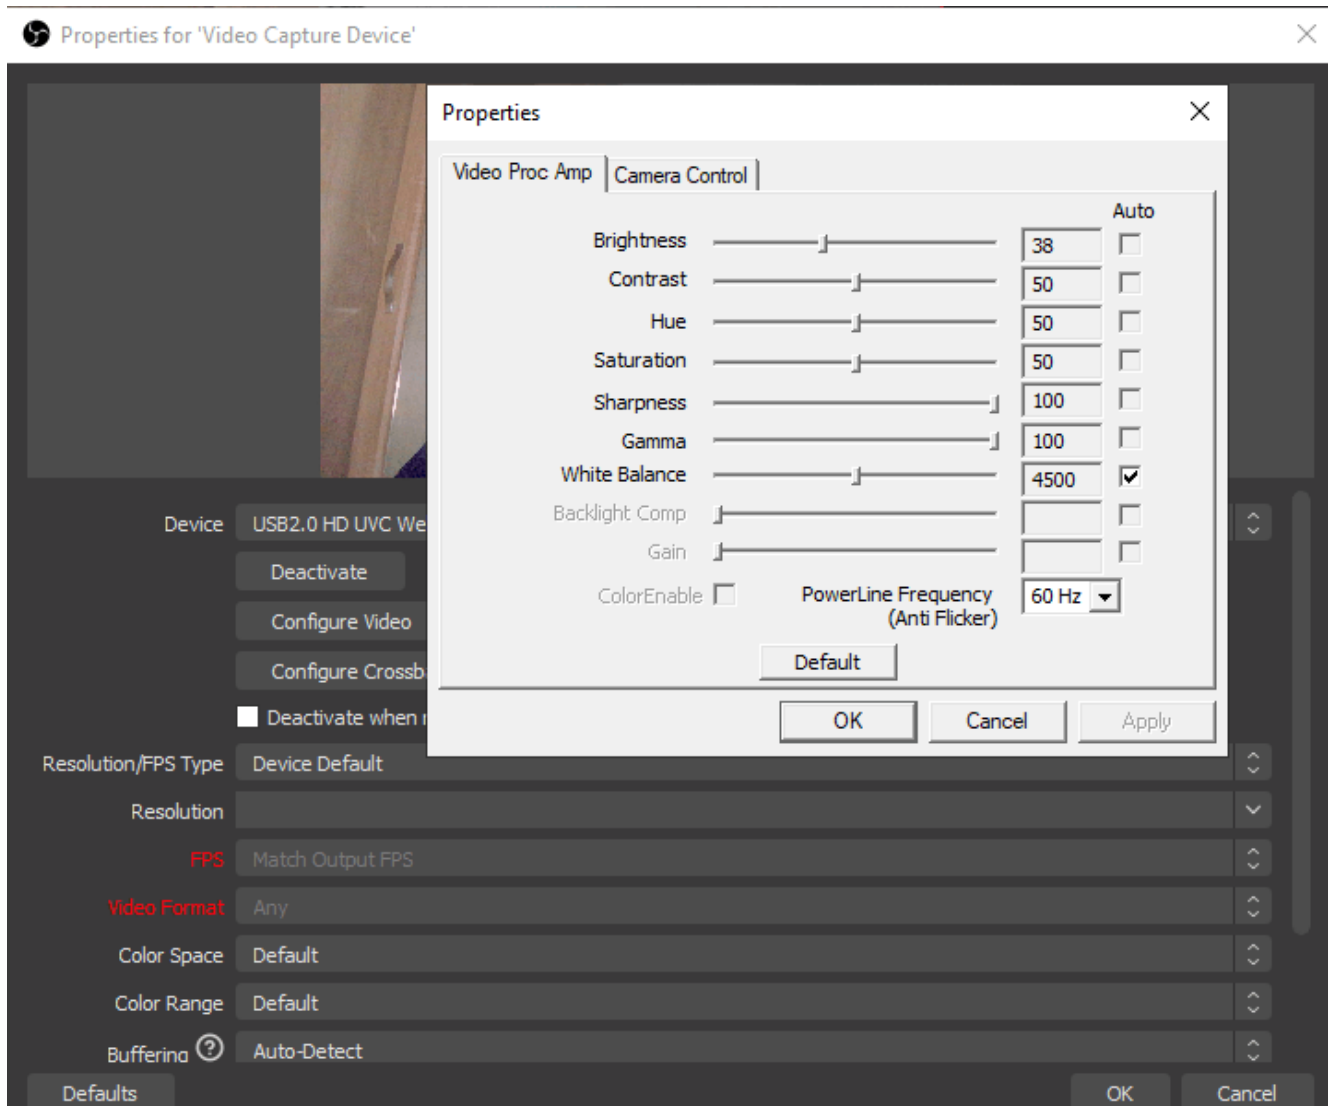 Properties for 'Video Capture Device'
Properties
Video Proc Amp
Camera Control
Auto
Brightness 38
Contrast 50
Hue 50
Saturation 50
Sharpness 100
Gamma 100
White Balance 4500
Backlight Comp
Gain
ColorEnable
PowerLine Frequency 60 Hz
(Anti Flicker)
Default
OK Cancel Apply
Device USB2.0 HD UVC We
Deactivate
Configure Video
Configure Crossb
Deactivate when
Resolution/FPS Type Device Default
Resolution
FPS Match Output FPS
Video Format Any
Color Space Default
Color Range Default
Buffering ? Auto-Detect
Defaults OK Cancel